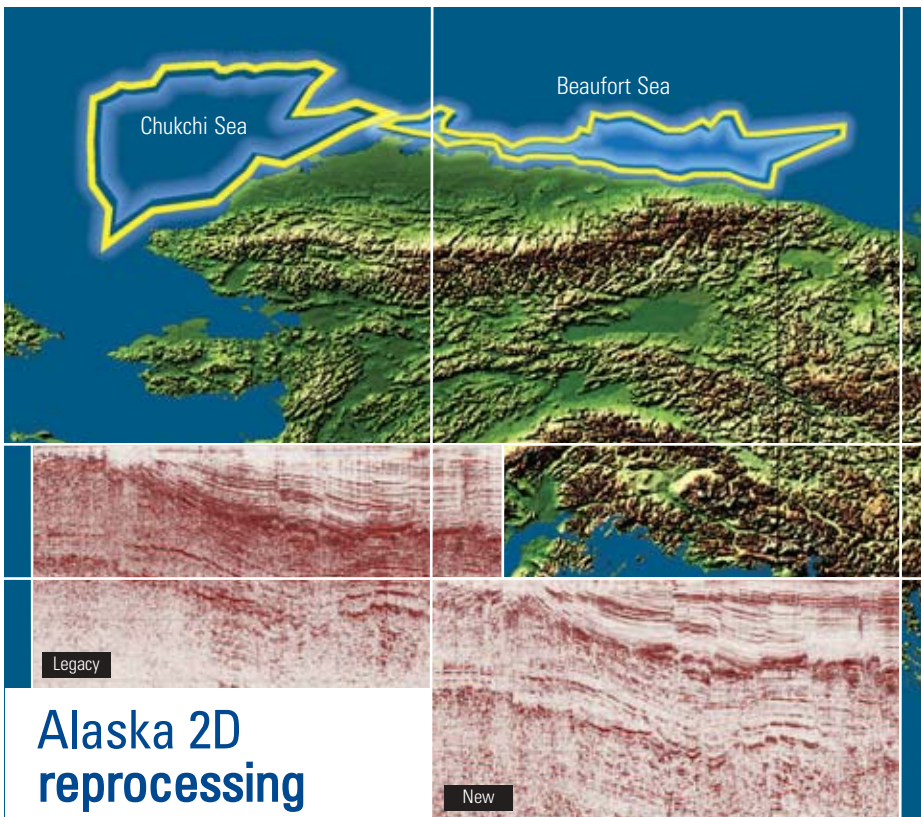 Beaufort Sea
Chukchi Sea
Legacy
Alaska 2D
reprocessing
New